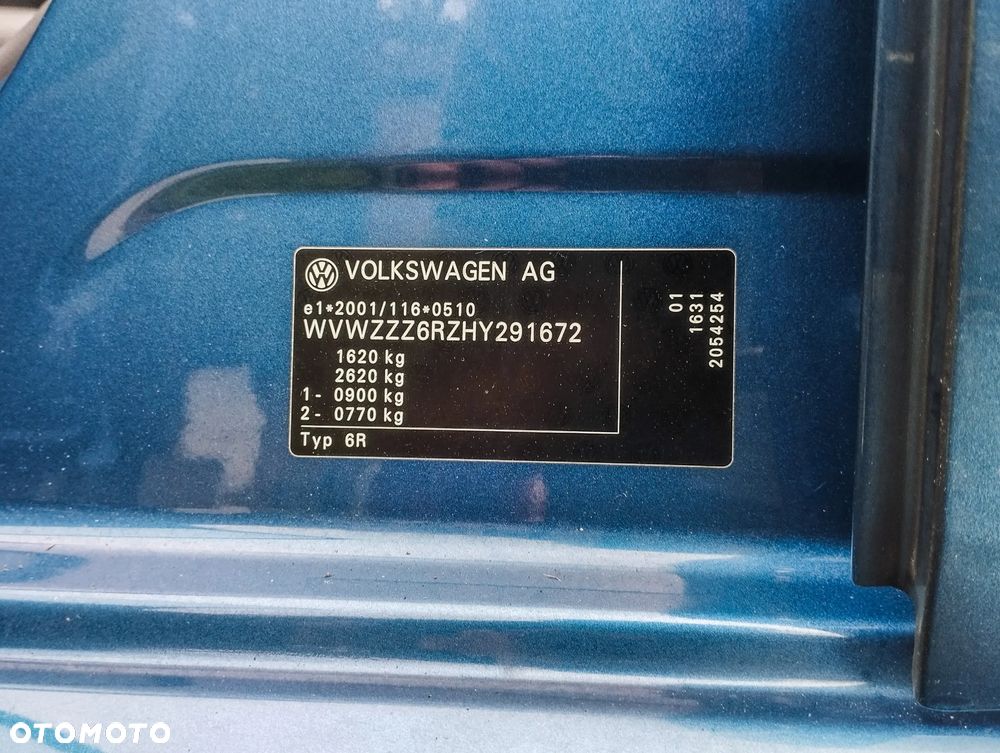 VOLKSWAGEN AG
e1*2001/116*0510
WVWZZZ6RZHY291672
1620 kg
2620 kg
1 - 0900 kg
2 - 0770 kg
Typ 6R
01
1631
2054254
OTOMOTO